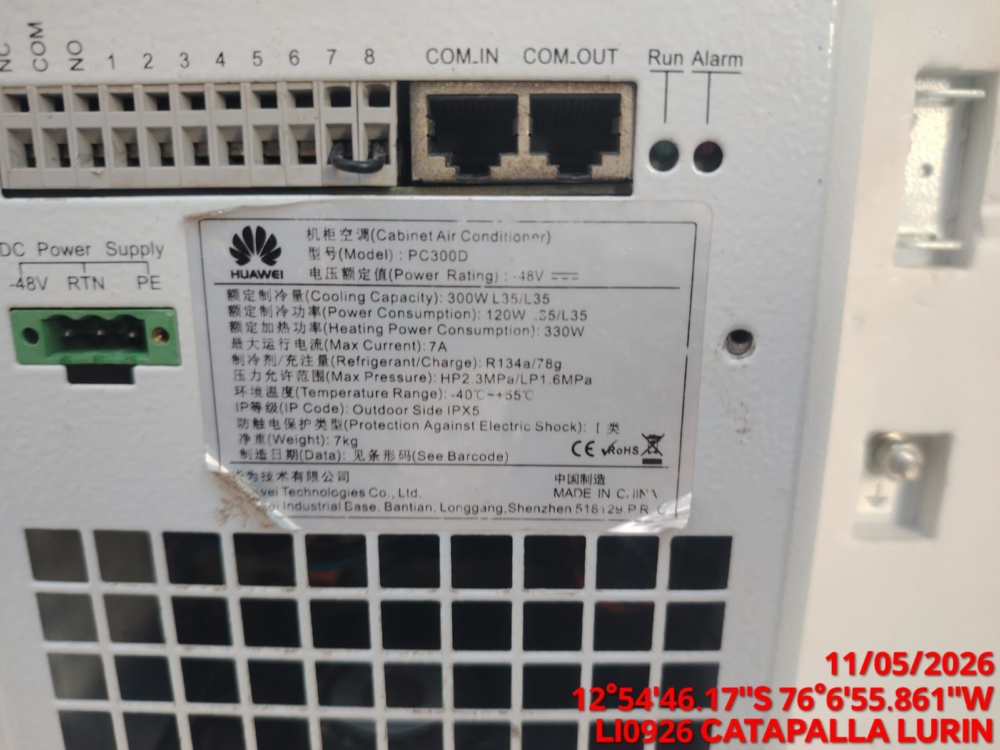 NC COM NO 1 2 3 4 5 6 7 8 COM_IN COM_OUT Run Alarm
DC Power Supply
-48V RTN PE
HUAWEI
机柜空调(Cabinet Air Conditioner)
型号(Model) : PC300D
电压额定值(Power Rating) : -48V
额定制冷量(Cooling Capacity): 300W L35/L35
额定制冷功率(Power Consumption): 120W .35/L35
额定加热功率(Heating Power Consumption): 330W
最大运行电流(Max Current): 7A
制冷剂/充注量(Refrigerant/Charge): R134a/78g
压力允许范围(Max Pressure): HP2.3MPa/LP1.6MPa
环境温度(Temperature Range): -40℃~+55℃
IP等级(IP Code): Outdoor Side IPX5
防触电保护类型(Protection Against Electric Shock): I 类
净重(Weight): 7kg
制造日期(Data): 见条形码(See Barcode)
CE RoHS
为技术有限公司
wei Technologies Co., Ltd.
Industrial Base, Bantian, Longgang, Shenzhen 518129, P.R.C
中国制造
MADE IN CHINA
11/05/2026
12°54'46.17"S 76°6'55.861"W
LI0926 CATAPALLA LURIN